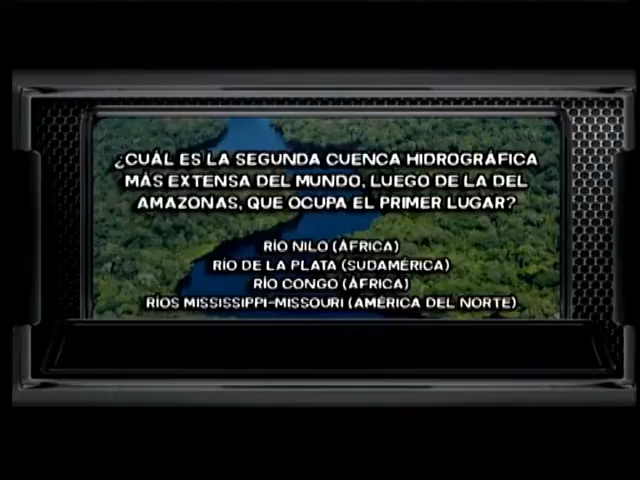 ¿CUÁL ES LA SEGUNDA CUENCA HIDROGRÁFICA
MÁS EXTENSA DEL MUNDO, LUEGO DE LA DEL
AMAZONAS, QUE OCUPA EL PRIMER LUGAR?
RÍO NILO (ÁFRICA)
RÍO DE LA PLATA (SUDAMÉRICA)
RÍO CONGO (ÁFRICA)
RÍOS MISSISSIPPI-MISSOURI (AMÉRICA DEL NORTE)